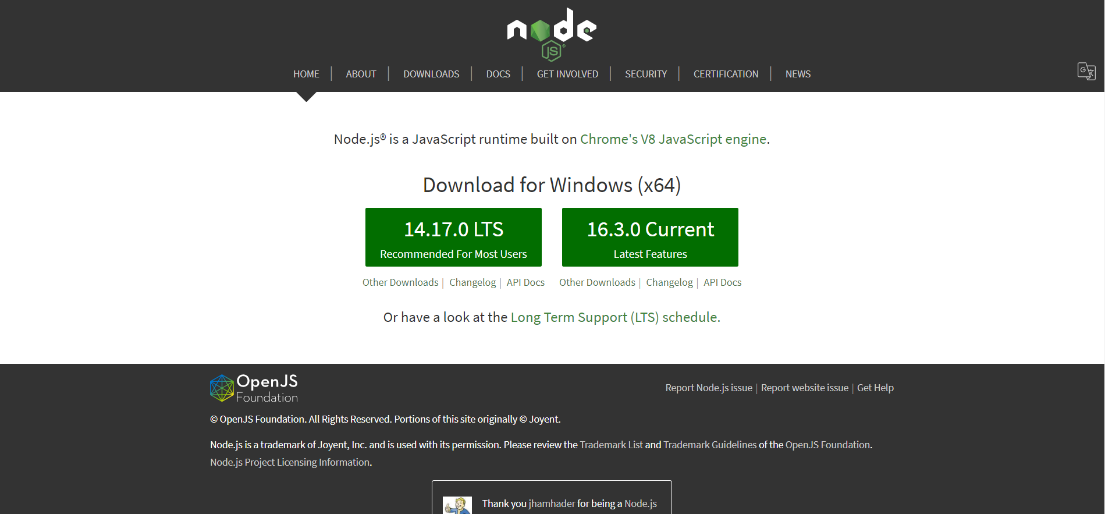 node
JS
HOME | ABOUT | DOWNLOADS | DOCS | GET INVOLVED | SECURITY | CERTIFICATION | NEWS
Node.js® is a JavaScript runtime built on Chrome's V8 JavaScript engine.
Download for Windows (x64)
14.17.0 LTS
Recommended For Most Users
16.3.0 Current
Latest Features
Other Downloads | Changelog | API Docs
Other Downloads | Changelog | API Docs
Or have a look at the Long Term Support (LTS) schedule.
OpenJS
Foundation
Report Node.js issue | Report website issue | Get Help
© OpenJS Foundation. All Rights Reserved. Portions of this site originally © Joyent.
Node.js is a trademark of Joyent, Inc. and is used with its permission. Please review the Trademark List and Trademark Guidelines of the OpenJS Foundation.
Node.js Project Licensing Information.
Thank you jhamhader for being a Node.js